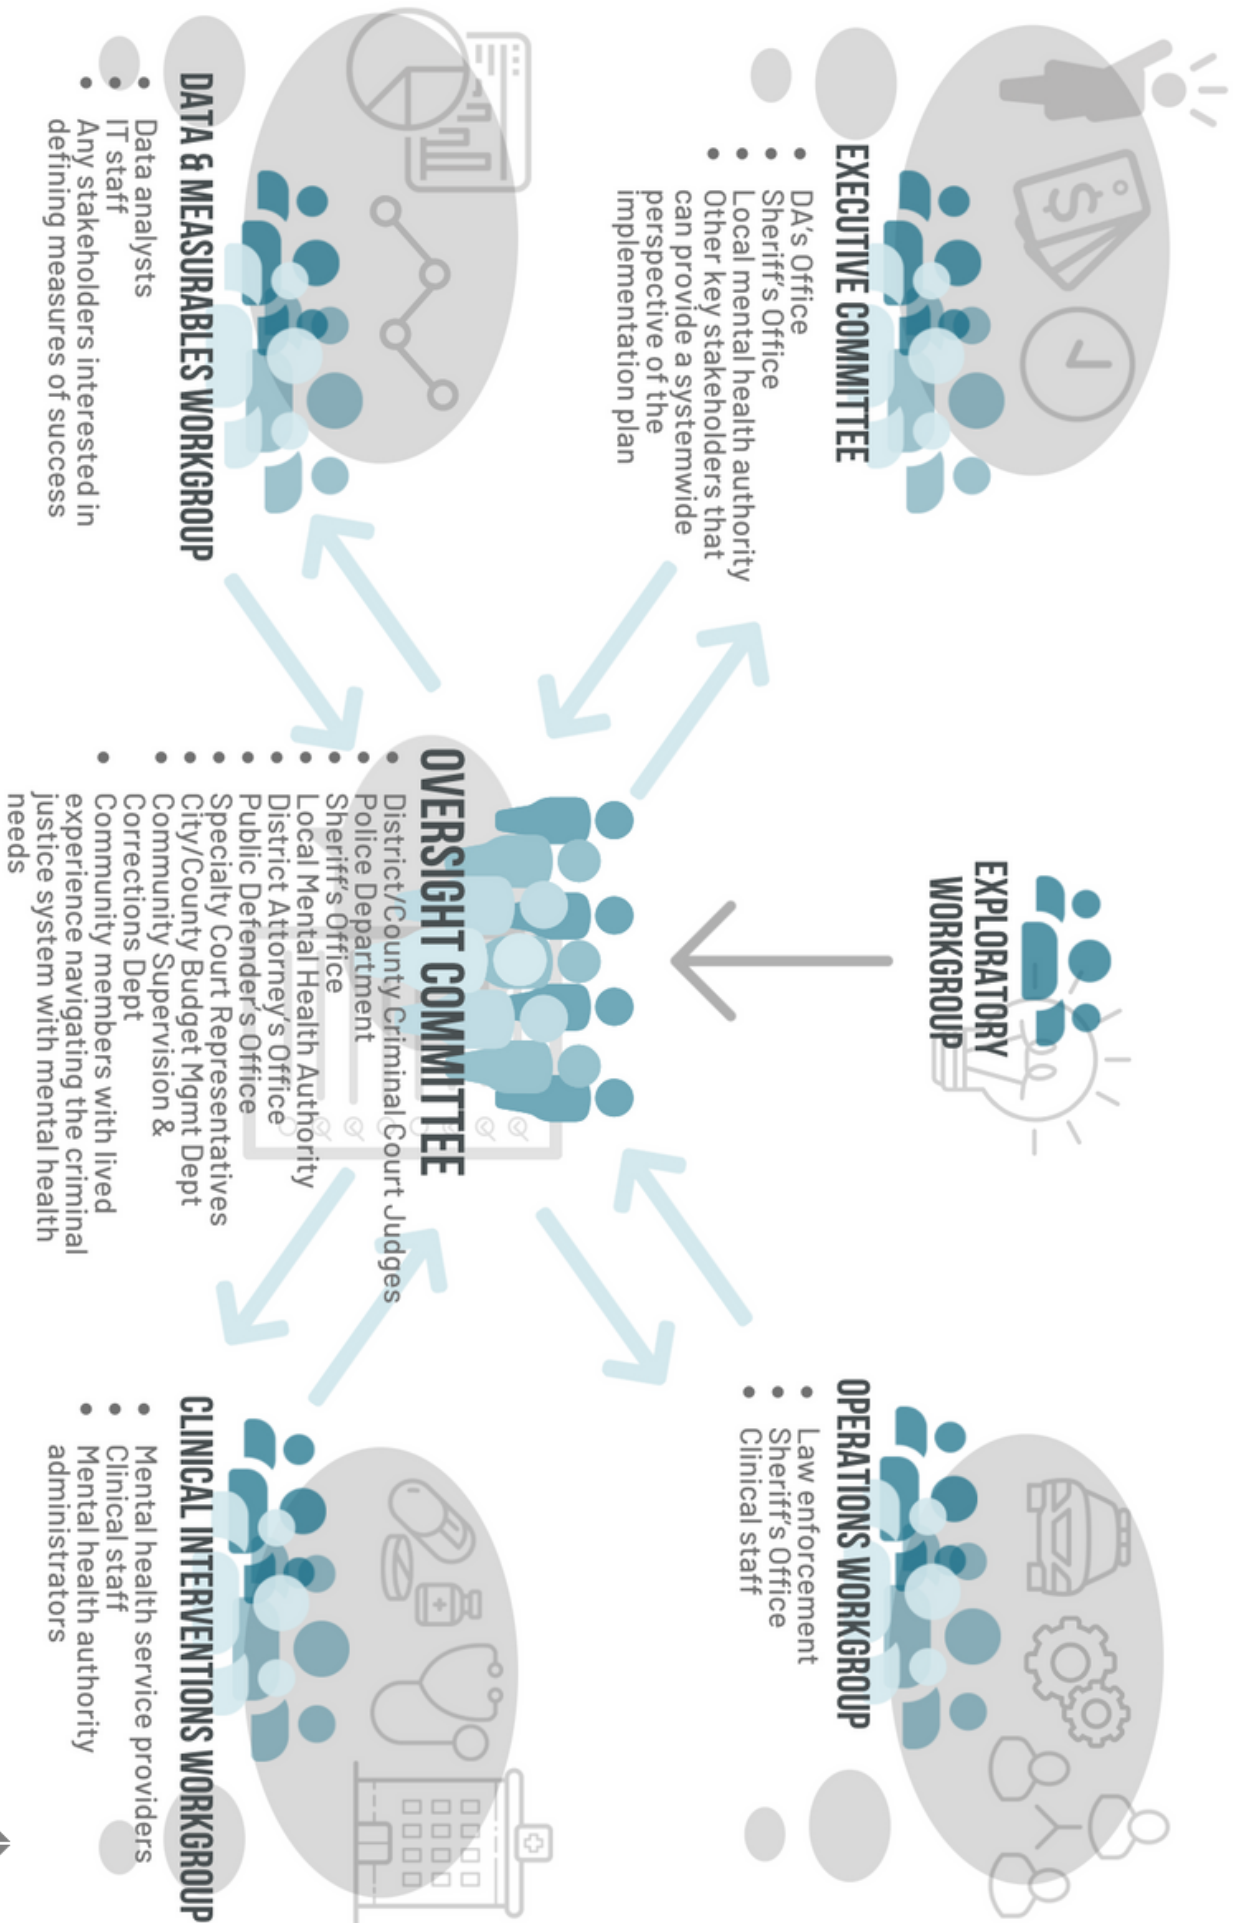 EXPLORATORY
WORKGROUP
EXECUTIVE COMMITTEE
• DA's Office
• Sheriff's Office
• Local mental health authority
• Other key stakeholders that
can provide a systemwide
perspective of the
implementation plan
OPERATIONS WORKGROUP
• Law enforcement
• Sheriff's Office
• Clinical staff
OVERSIGHT COMMITTEE
• District/County Criminal Court Judges
• Police Department
• Sheriff's Office
• Local Mental Health Authority
• District Attorney's Office
• Public Defender's Office
• Specialty Court Representatives
• City/County Budget Mgmt Dept
• Community Supervision &
Corrections Dept
• Community members with lived
experience navigating the criminal
justice system with mental health
needs
DATA & MEASURABLES WORKGROUP
• Data analysts
• IT staff
• Any stakeholders interested in
defining measures of success
CLINICAL INTERVENTIONS WORKGROUP
• Mental health service providers
• Clinical staff
• Mental health authority
administrators